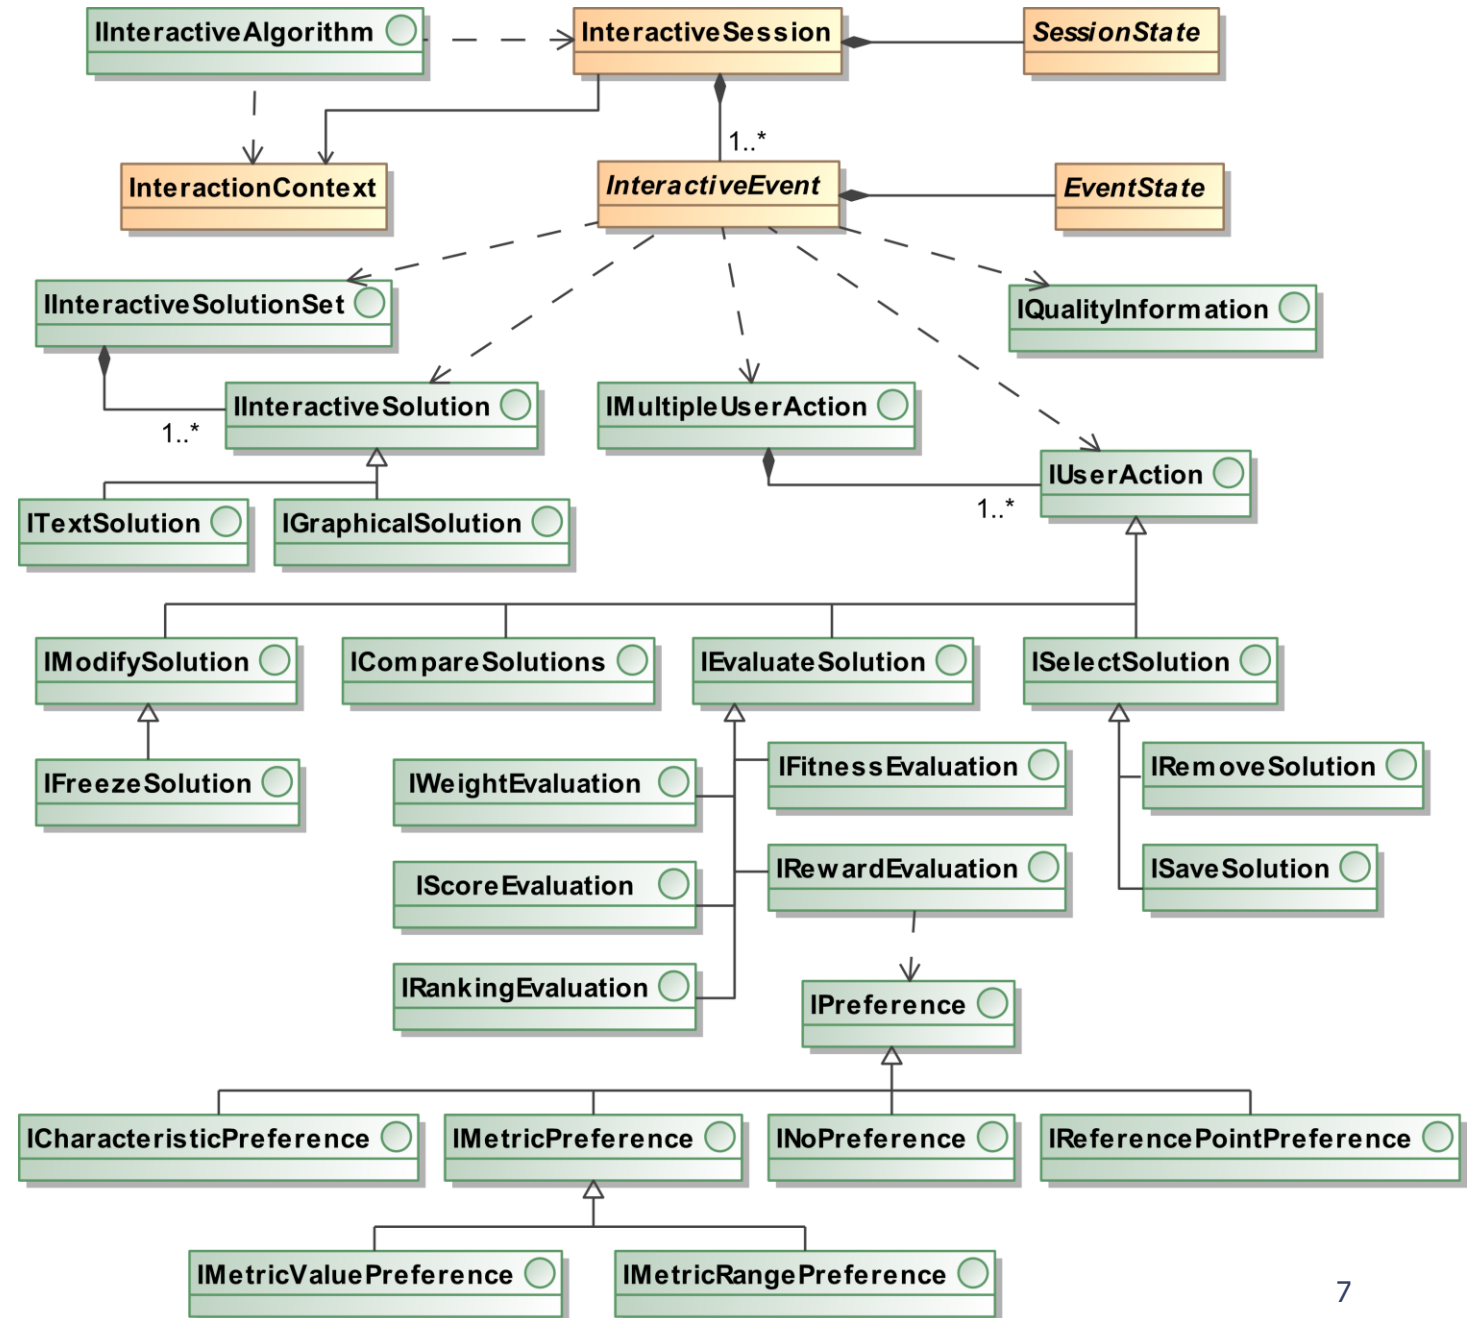 IInteractiveAlgorithm
InteractiveSession
SessionState
1..*
InteractionContext
InteractiveEvent
EventState
IInteractiveSolutionSet
IQualityInformation
IInteractiveSolution
IMultipleUserAction
1..*
IUserAction
1..*
ITextSolution
IGraphicalSolution
IModifySolution
ICompareSolutions
IEvaluateSolution
ISelectSolution
IFreezeSolution
IWeightEvaluation
IFitnessEvaluation
IRemoveSolution
IScoreEvaluation
IRewardEvaluation
ISaveSolution
IRankingEvaluation
IPreference
ICharacteristicPreference
IMetricPreference
INoPreference
IReferencePointPreference
IMetricValuePreference
IMetricRangePreference
7